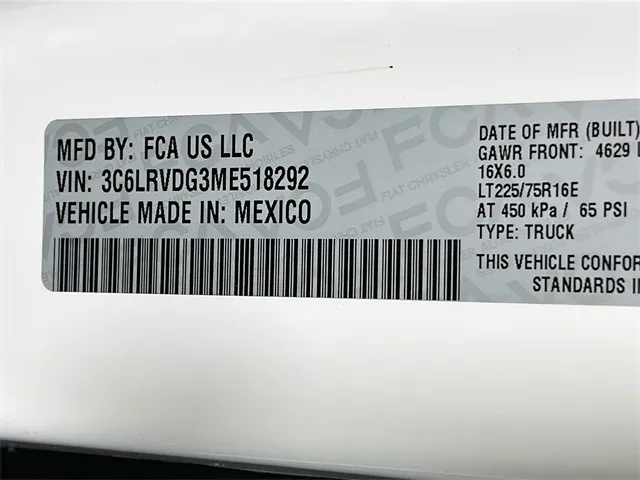 MFD BY: FCA US LLC
VIN: 3C6LRVDG3ME518292
VEHICLE MADE IN: MEXICO
DATE OF MFR (BUILT)
GAWR FRONT: 4629
16X6.0
LT225/75R16E
AT 450 kPa / 65 PSI
TYPE: TRUCK
THIS VEHICLE CONFOR
STANDARDS I